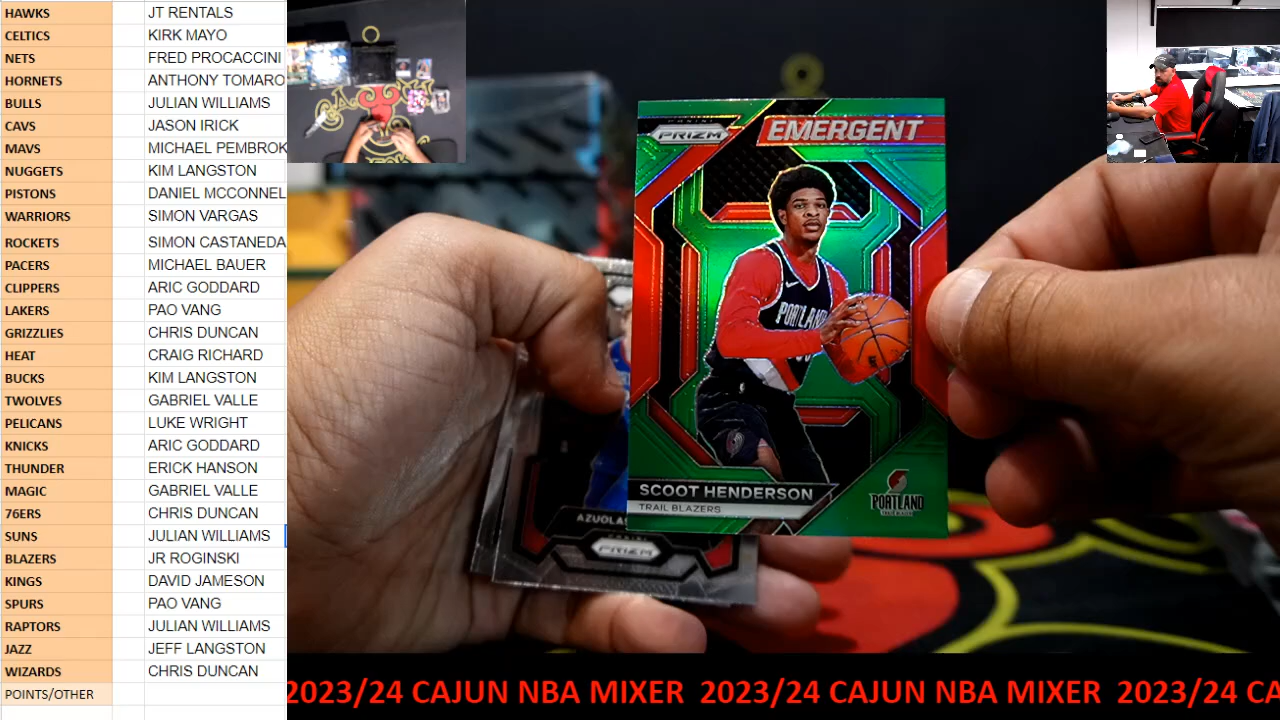 HAWKS JT RENTALS
CELTICS KIRK MAYO
NETS FRED PROCACCINI
HORNETS ANTHONY TOMARO
BULLS JULIAN WILLIAMS
CAVS JASON IRICK
MAVS MICHAEL PEMBROK
NUGGETS KIM LANGSTON
PISTONS DANIEL MCCONNEL
WARRIORS SIMON VARGAS
ROCKETS SIMON CASTANEDA
PACERS MICHAEL BAUER
CLIPPERS ARIC GODDARD
LAKERS PAO VANG
GRIZZLIES CHRIS DUNCAN
HEAT CRAIG RICHARD
BUCKS KIM LANGSTON
TWOLVES GABRIEL VALLE
PELICANS LUKE WRIGHT
KNICKS ARIC GODDARD
THUNDER ERICK HANSON
MAGIC GABRIEL VALLE
76ERS CHRIS DUNCAN
SUNS JULIAN WILLIAMS
BLAZERS JR ROGINSKI
KINGS DAVID JAMESON
SPURS PAO VANG
RAPTORS JULIAN WILLIAMS
JAZZ JEFF LANGSTON
WIZARDS CHRIS DUNCAN
POINTS/OTHER
PANINI
PRIZM
EMERGENT
PORTLAND
SCOOT HENDERSON
TRAIL BLAZERS
PORTLAND
TRAIL BLAZERS
AZUOLAS
PANINI
PRIZM
2023/24 CAJUN NBA MIXER 2023/24 CAJUN NBA MIXER 2023/24 CA